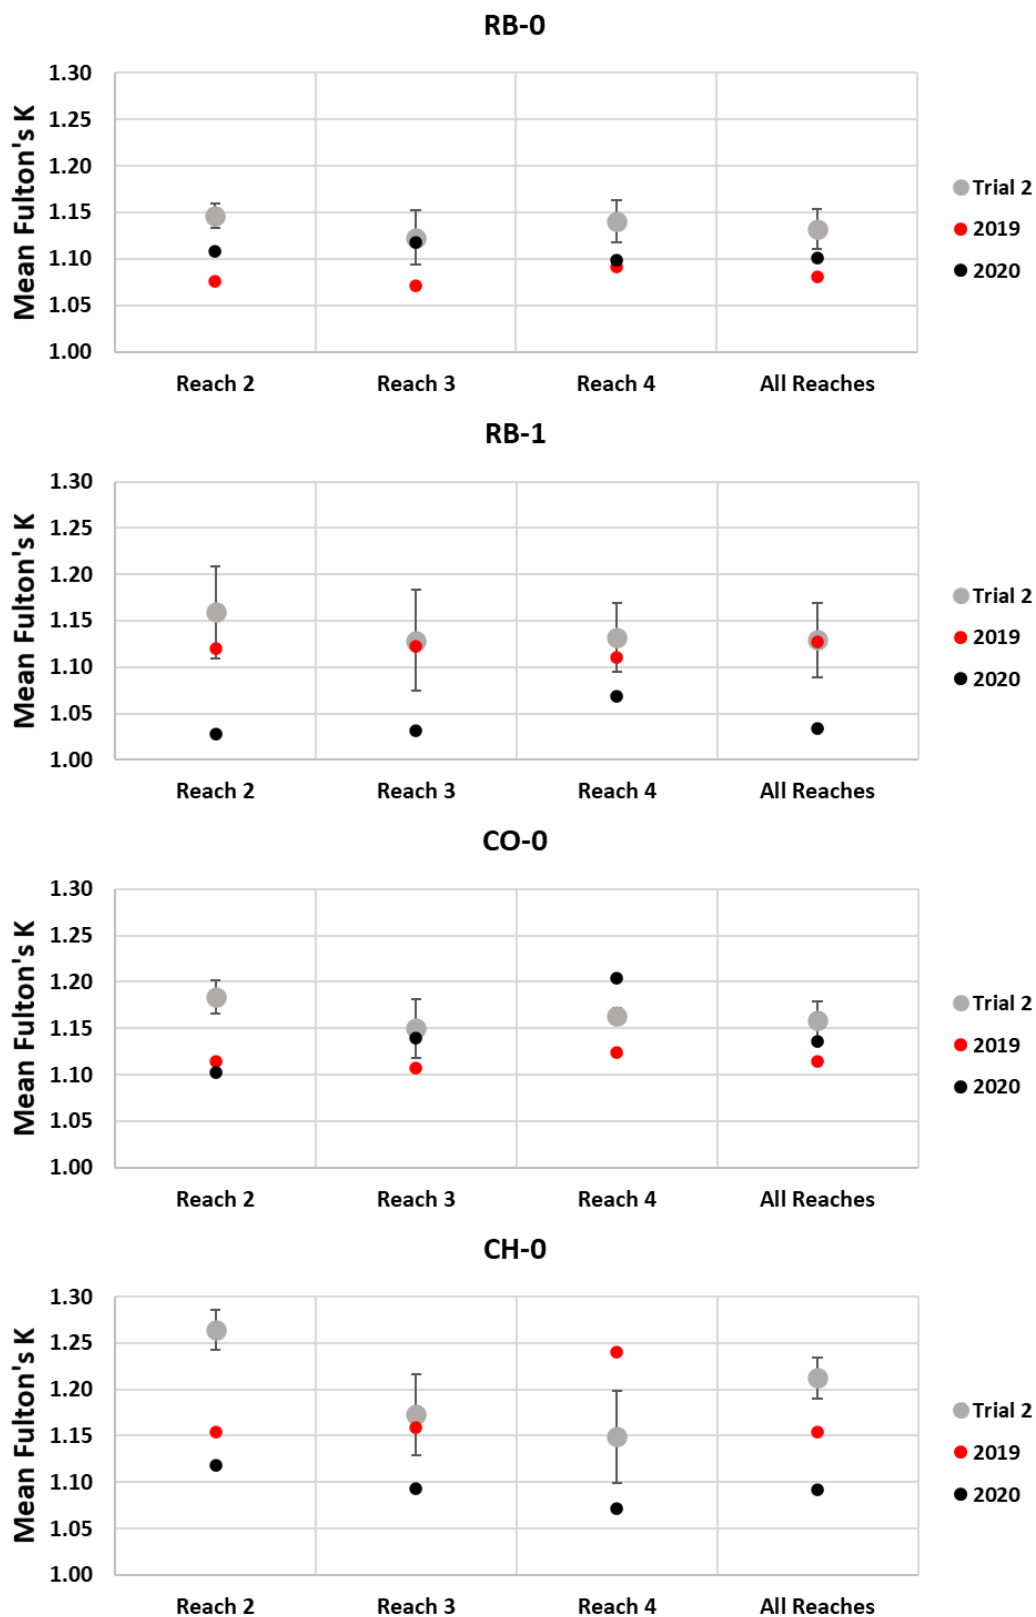 RB-0
Mean Fulton's K
1.30
1.25
1.20
1.15
1.10
1.05
1.00
Reach 2
Reach 3
Reach 4
All Reaches
Trial 2
2019
2020
RB-1
Mean Fulton's K
1.30
1.25
1.20
1.15
1.10
1.05
1.00
Reach 2
Reach 3
Reach 4
All Reaches
Trial 2
2019
2020
CO-0
Mean Fulton's K
1.30
1.25
1.20
1.15
1.10
1.05
1.00
Reach 2
Reach 3
Reach 4
All Reaches
Trial 2
2019
2020
CH-0
Mean Fulton's K
1.30
1.25
1.20
1.15
1.10
1.05
1.00
Reach 2
Reach 3
Reach 4
All Reaches
Trial 2
2019
2020